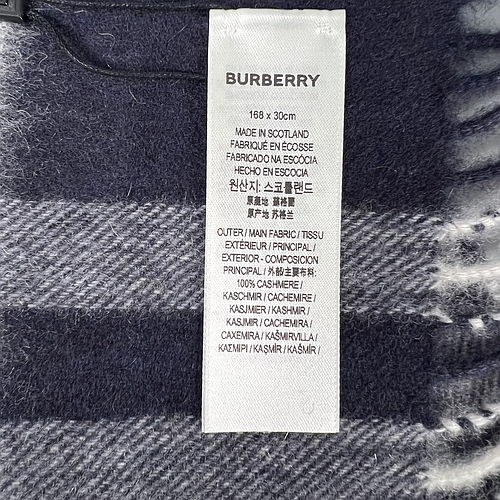 BURBERRY
168 x 30cm
MADE IN SCOTLAND
FABRIQUÉ EN ÉCOSSE
FABRICADO NA ESCÓCIA
HECHO EN ESCOCIA
원산지: 스코틀랜드
原產地 蘇格蘭
原产地 苏格兰
OUTER / MAIN FABRIC / TISSU
EXTÉRIEUR / PRINCIPAL /
EXTERIOR - COMPOSICION
PRINCIPAL / 外部/主要布料:
100% CASHMERE /
KASCHMIR / CACHEMIRE /
KASJMIER / KASHMIR /
KASJMIR / CACHEMIRA /
CAXEMIRA / KAŠMIRVILLA /
ΚΑΣΜΙΡΙ / KAŞMİR / KAŠMÍR /